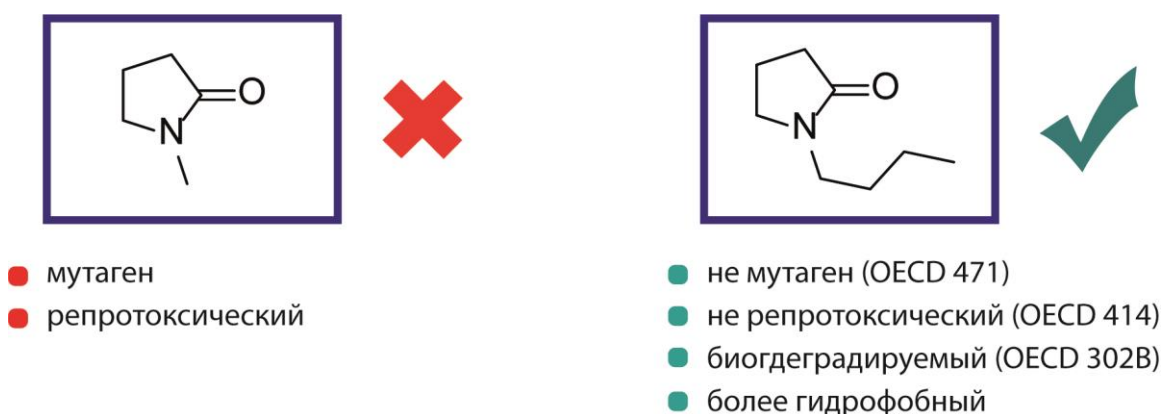 O
N
O
N
мутаген
репротоксический
не мутаген (OECD 471)
не репротоксический (OECD 414)
биогдеградируемый (OECD 302B)
более гидрофобный